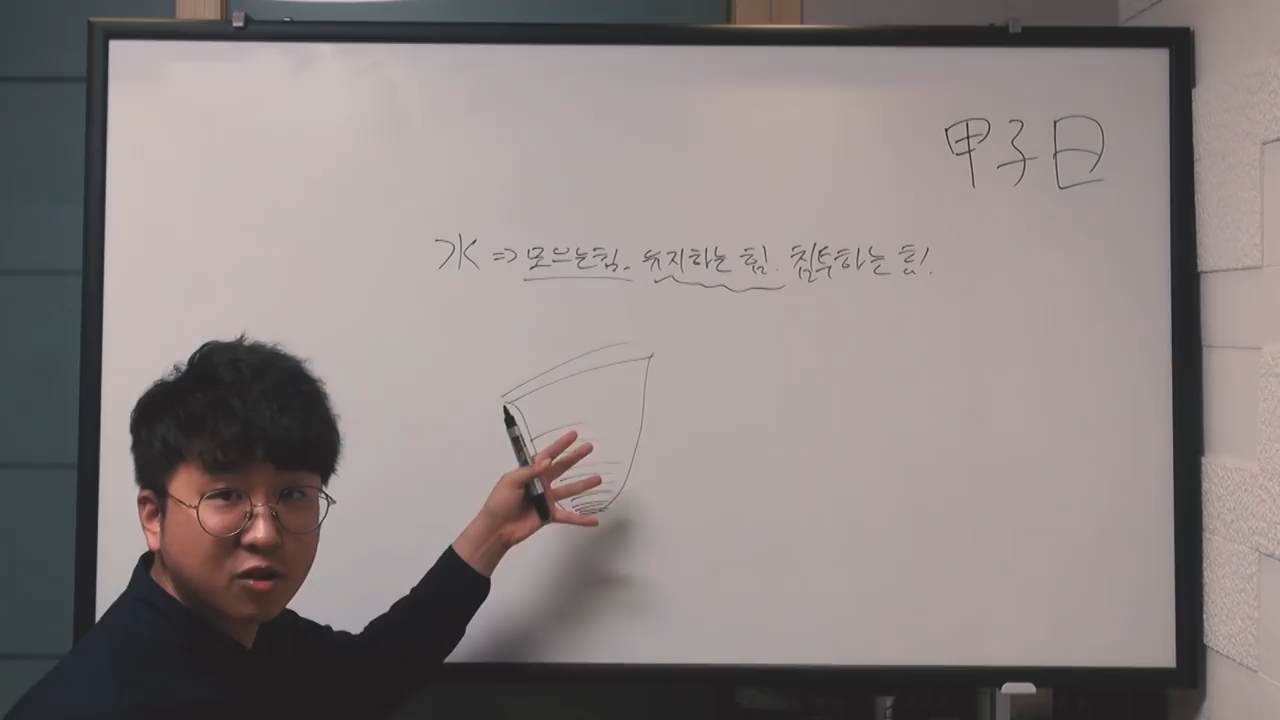 甲子日
水 => 모으는힘. 유지하는 힘. 침투하는 힘!